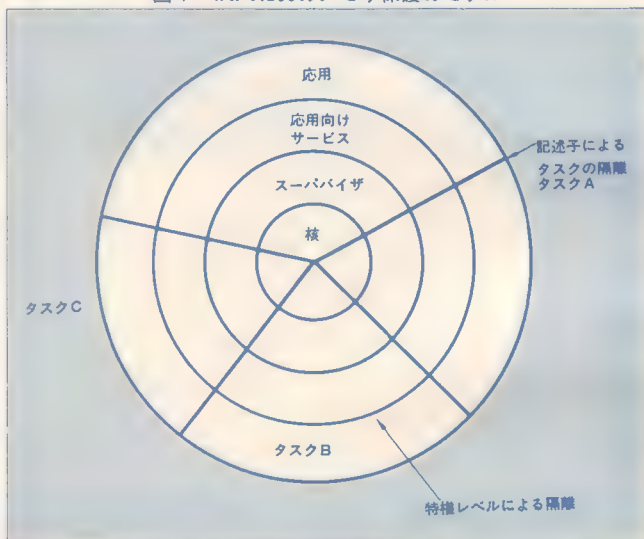 応用
応用向け
サービス
スーパバイザ
核
記述子による
タスクの隔離
タスクA
タスクC
タスクB
特権レベルによる隔離